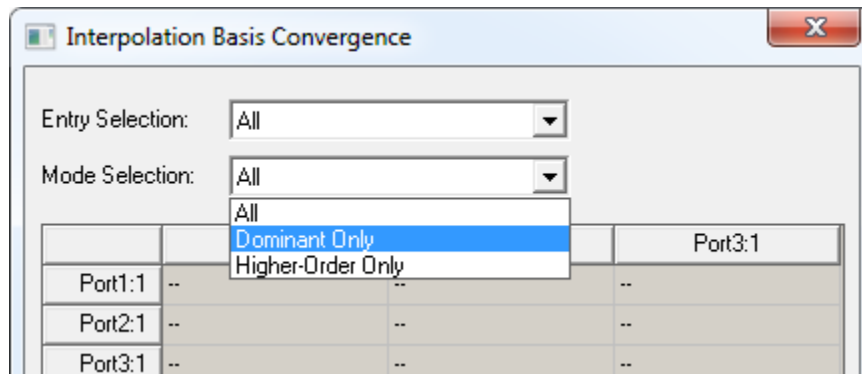 Interpolation Basis Convergence
Entry Selection: All
Mode Selection: All
All
Dominant Only
Higher-Order Only
Port3:1
Port1:1 -- -- --
Port2:1 -- -- --
Port3:1 -- -- --